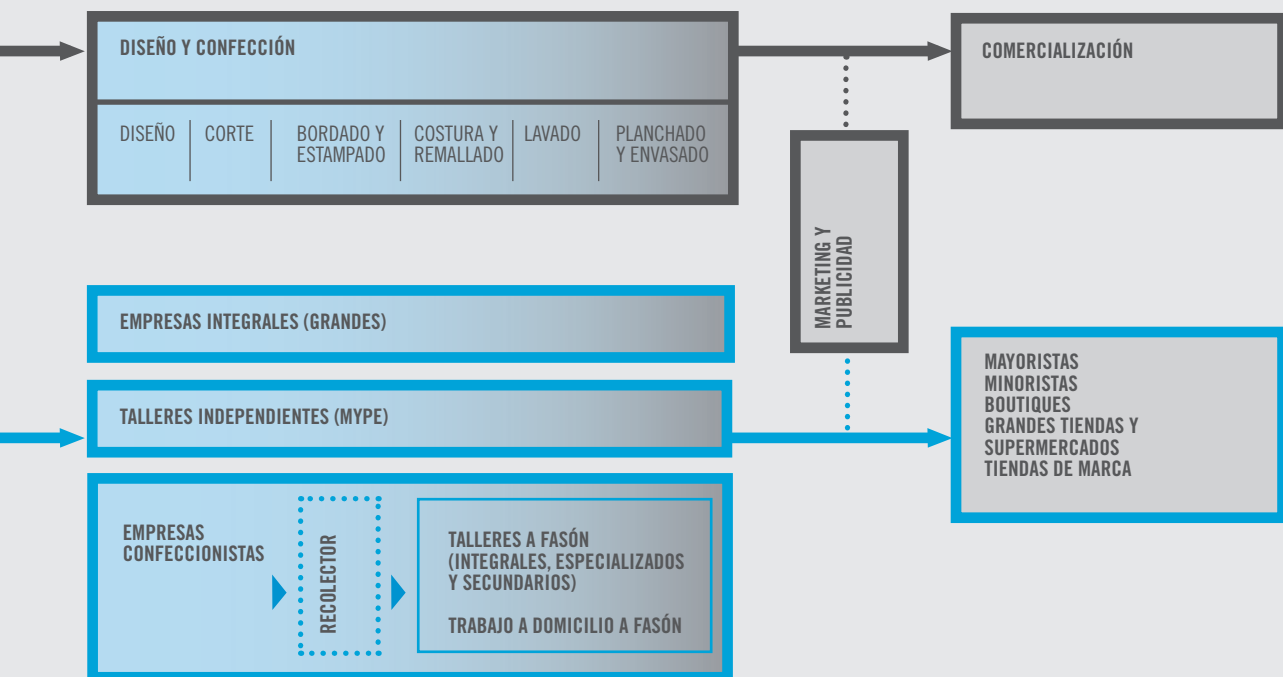 DISEÑO Y CONFECCIÓN
COMERCIALIZACIÓN
DISEÑO
CORTE
BORDADO Y
ESTAMPADO
COSTURA Y
REMALLADO
LAVADO
PLANCHADO
Y ENVASADO
MARKETING Y
PUBLICIDAD
EMPRESAS INTEGRALES (GRANDES)
TALLERES INDEPENDIENTES (MYPE)
MAYORISTAS
MINORISTAS
BOUTIQUES
GRANDES TIENDAS Y
SUPERMERCADOS
TIENDAS DE MARCA
EMPRESAS
CONFECCIONISTAS
RECOLECTOR
TALLERES A FASÓN
(INTEGRALES, ESPECIALIZADOS
Y SECUNDARIOS)
TRABAJO A DOMICILIO A FASÓN